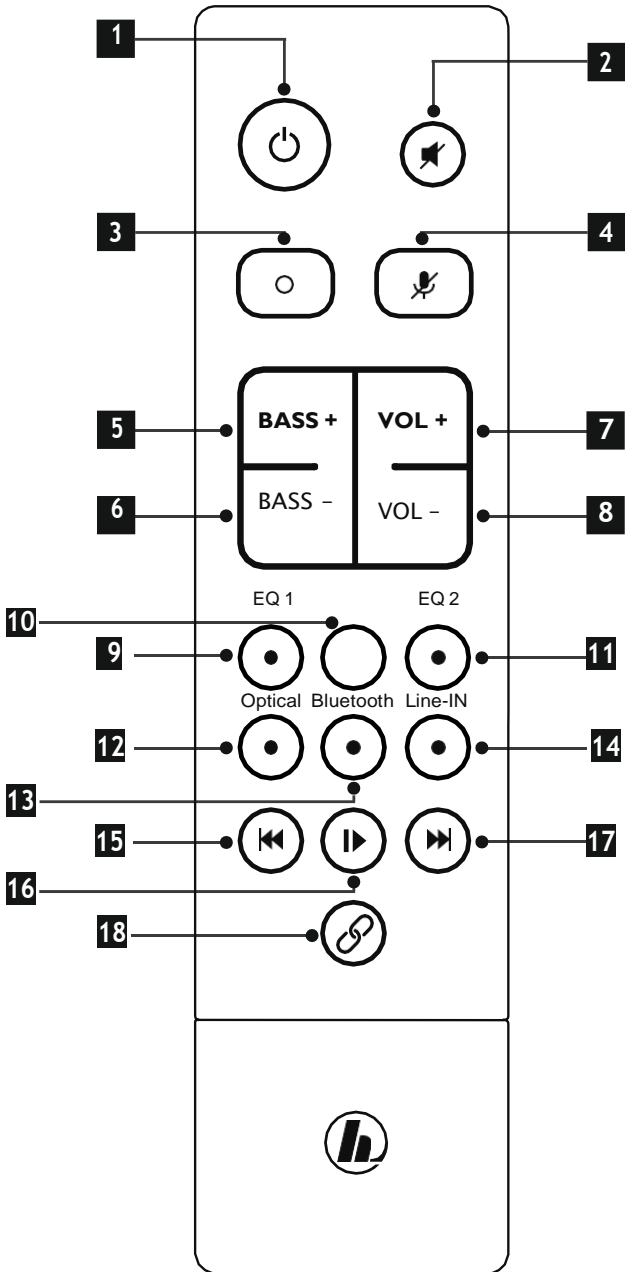 1
2
3
4
5 BASS + VOL + 7
6 BASS – VOL – 8
EQ 1 EQ 2
10
9 11
Optical Bluetooth Line-IN
12 14
13
15 17
16
18